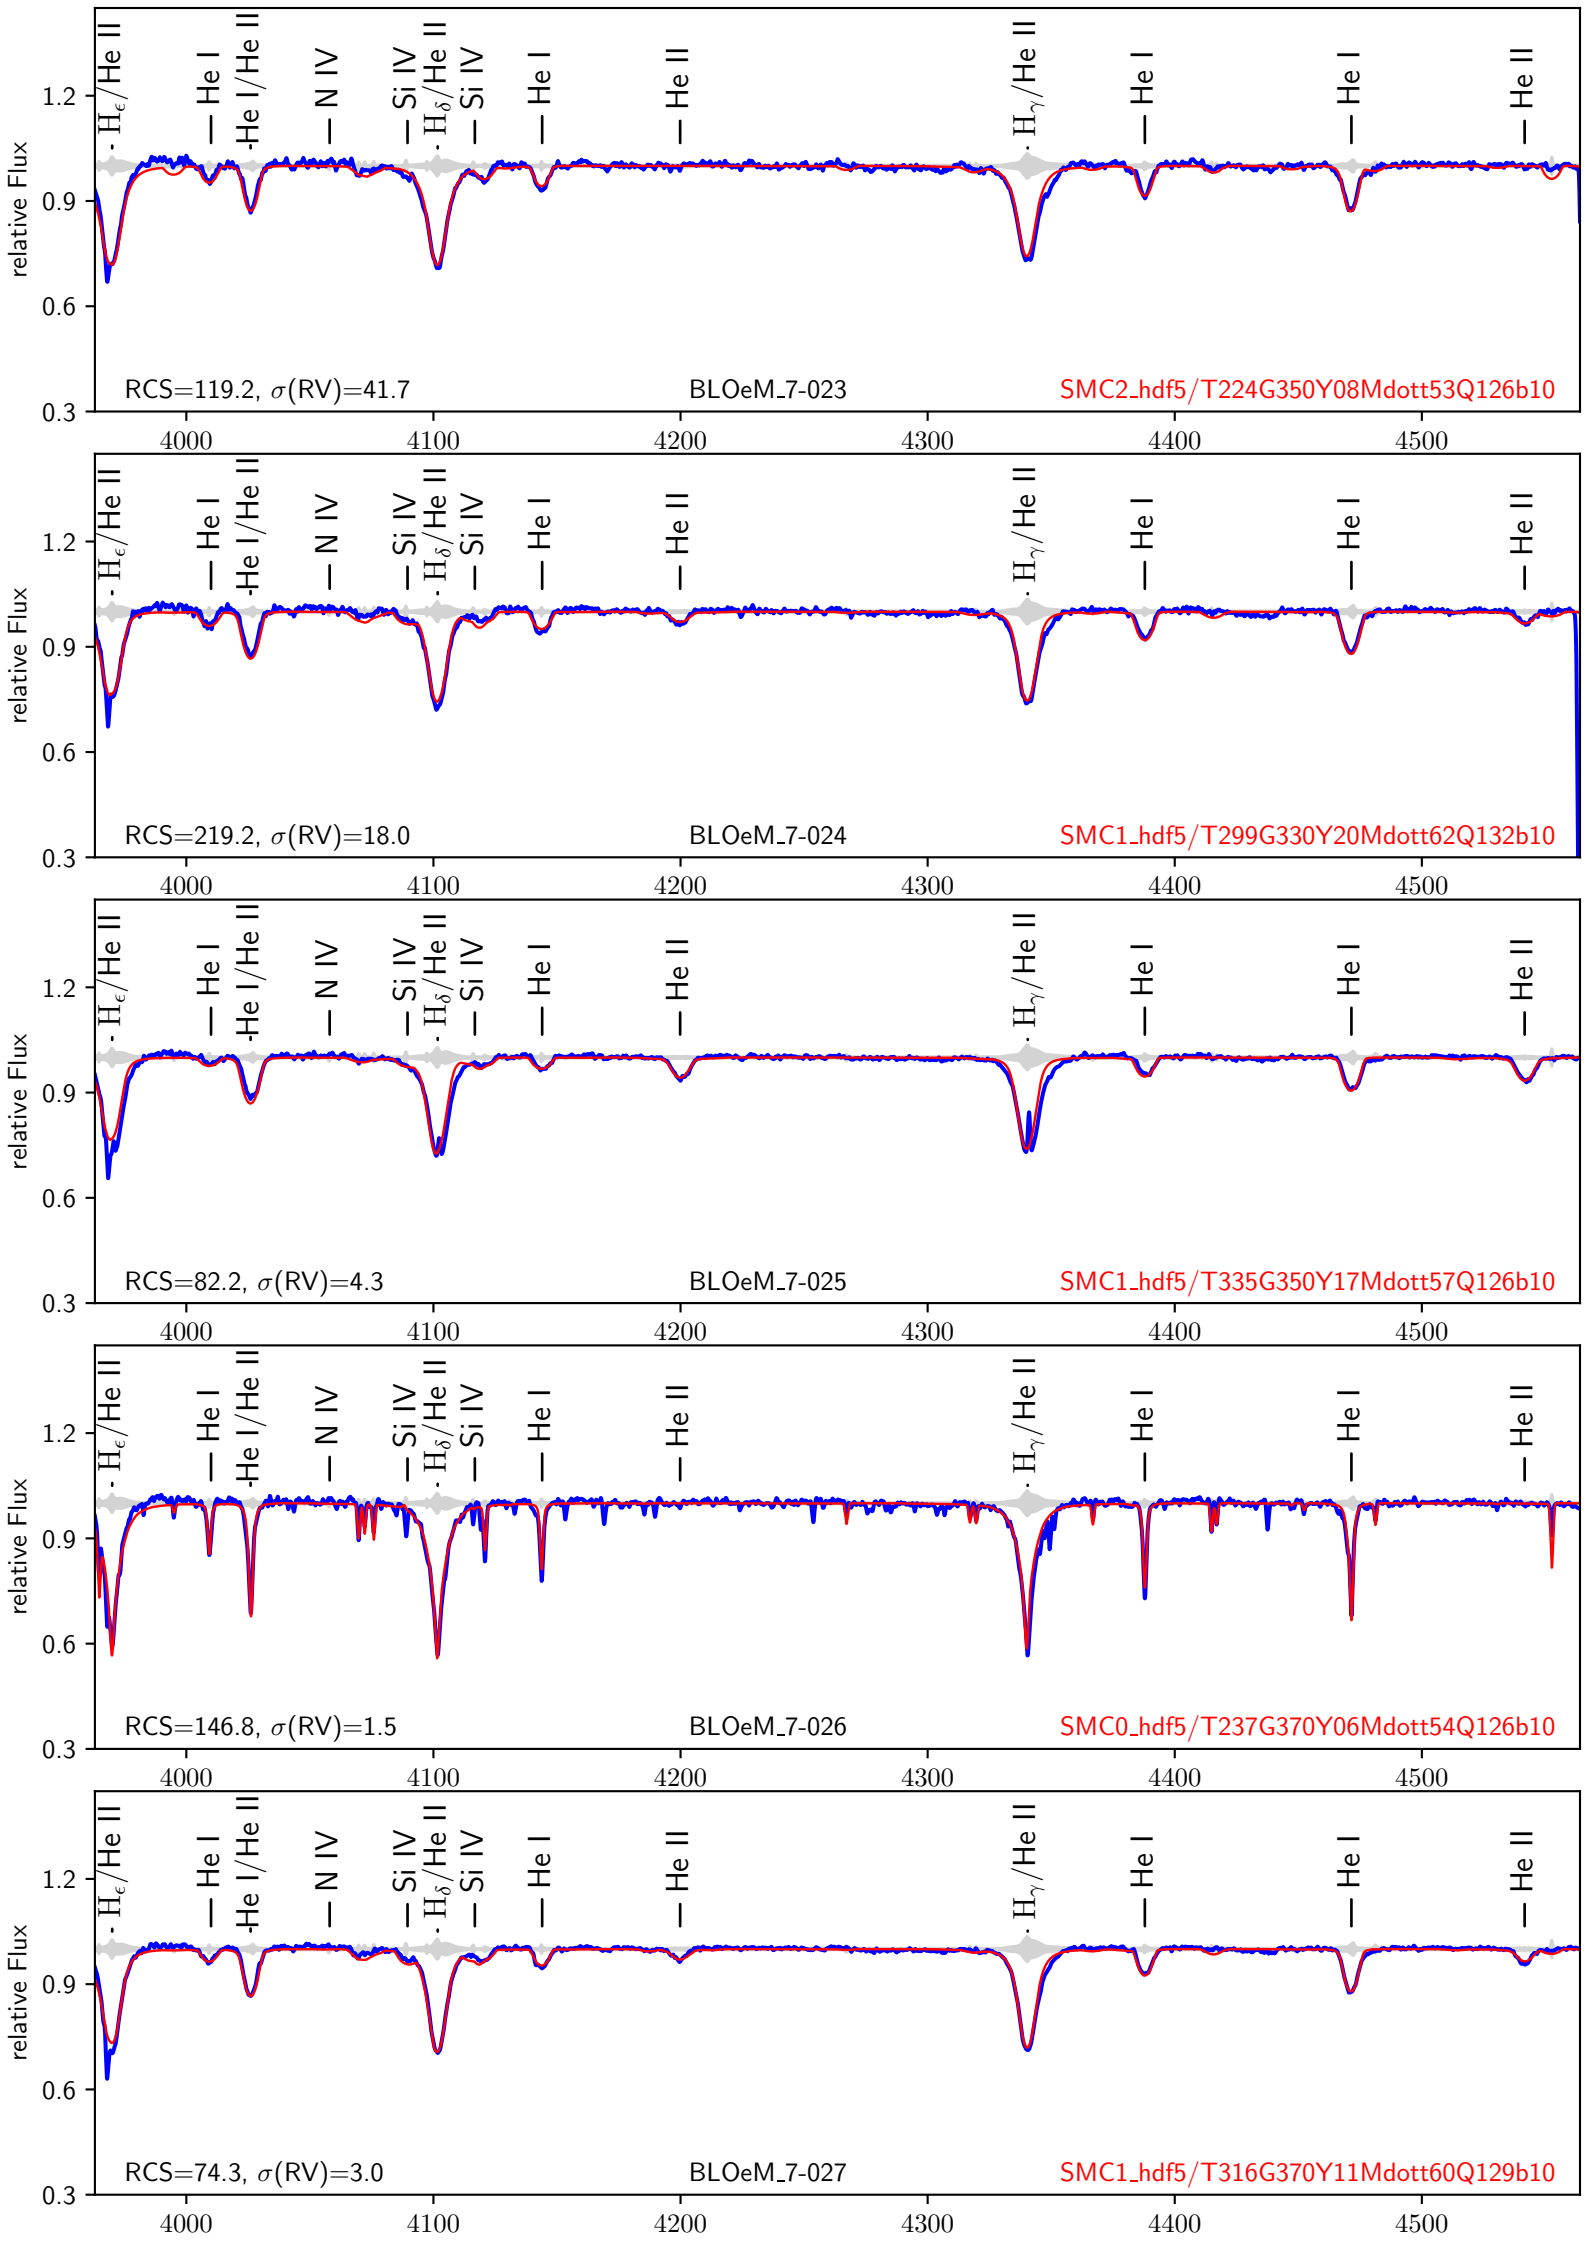 relative Flux
1.2
0.9
0.6
0.3
Hϵ/He II
He I
He I/He II
N IV
Si IV
Hδ/He II
Si IV
He I
He II
Hγ/He II
He I
He I
He II
RCS=119.2, σ(RV)=41.7
BLOeM_7-023
SMC2_hdf5/T224G350Y08Mdott53Q126b10
4000 4100 4200 4300 4400 4500
relative Flux
1.2
0.9
0.6
0.3
Hϵ/He II
He I
He I/He II
N IV
Si IV
Hδ/He II
Si IV
He I
He II
Hγ/He II
He I
He I
He II
RCS=219.2, σ(RV)=18.0
BLOeM_7-024
SMC1_hdf5/T299G330Y20Mdott62Q132b10
4000 4100 4200 4300 4400 4500
relative Flux
1.2
0.9
0.6
0.3
Hϵ/He II
He I
He I/He II
N IV
Si IV
Hδ/He II
Si IV
He I
He II
Hγ/He II
He I
He I
He II
RCS=82.2, σ(RV)=4.3
BLOeM_7-025
SMC1_hdf5/T335G350Y17Mdott57Q126b10
4000 4100 4200 4300 4400 4500
relative Flux
1.2
0.9
0.6
0.3
Hϵ/He II
He I
He I/He II
N IV
Si IV
Hδ/He II
Si IV
He I
He II
Hγ/He II
He I
He I
He II
RCS=146.8, σ(RV)=1.5
BLOeM_7-026
SMC0_hdf5/T237G370Y06Mdott54Q126b10
4000 4100 4200 4300 4400 4500
relative Flux
1.2
0.9
0.6
0.3
Hϵ/He II
He I
He I/He II
N IV
Si IV
Hδ/He II
Si IV
He I
He II
Hγ/He II
He I
He I
He II
RCS=74.3, σ(RV)=3.0
BLOeM_7-027
SMC1_hdf5/T316G370Y11Mdott60Q129b10
4000 4100 4200 4300 4400 4500